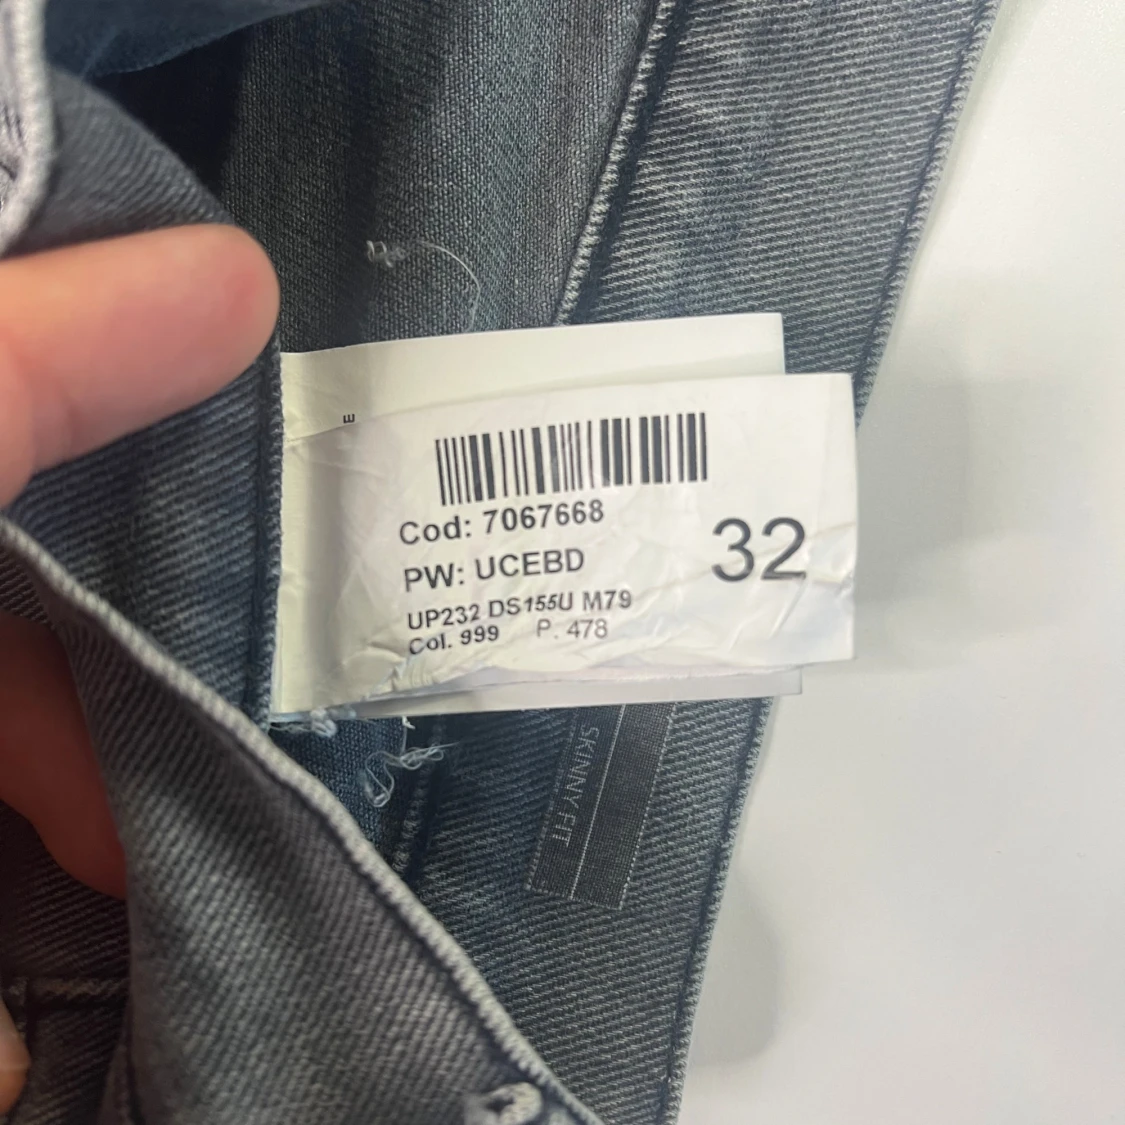 E
Cod: 7067668
32
PW: UCEBD
UP232 DS155U M79
Col. 999 P. 478
SKINNY FIT